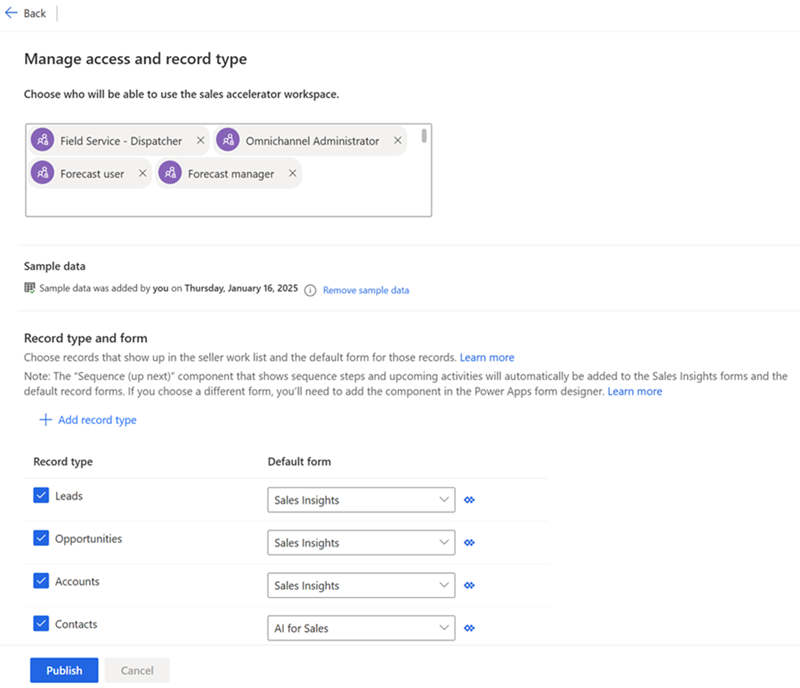 Back
Manage access and record type
Choose who will be able to use the sales accelerator workspace.
Field Service - Dispatcher Omnichannel Administrator
Forecast user Forecast manager
Sample data
Sample data was added by you on Thursday, January 16, 2025 Remove sample data
Record type and form
Choose records that show up in the seller work list and the default form for those records. Learn more
Note: The “Sequence (up next)” component that shows sequence steps and upcoming activities will automatically be added to the Sales Insights forms and the
default record forms. If you choose a different form, you’ll need to add the component in the Power Apps form designer. Learn more
Add record type
Record type Default form
Leads Sales Insights
Opportunities Sales Insights
Accounts Sales Insights
Contacts AI for Sales
Publish Cancel